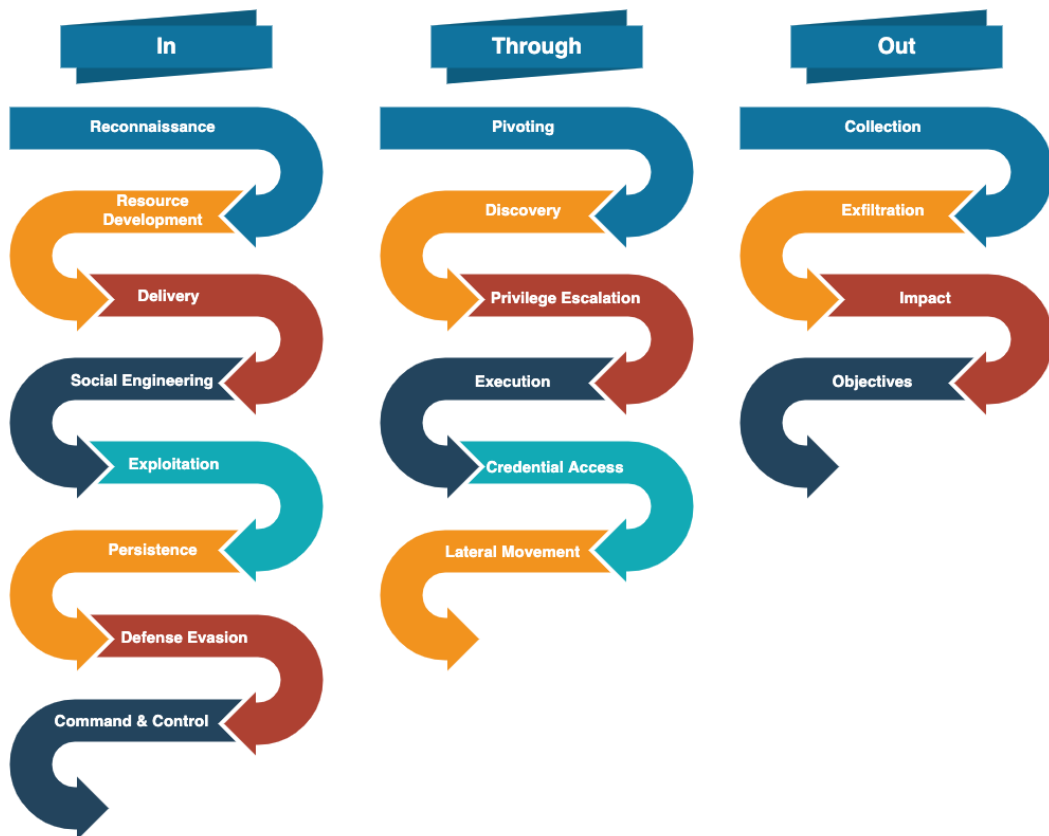 In
Reconnaissance
Resource
Development
Delivery
Social Engineering
Exploitation
Persistence
Defense Evasion
Command & Control
Through
Pivoting
Discovery
Privilege Escalation
Execution
Credential Access
Lateral Movement
Out
Collection
Exfiltration
Impact
Objectives